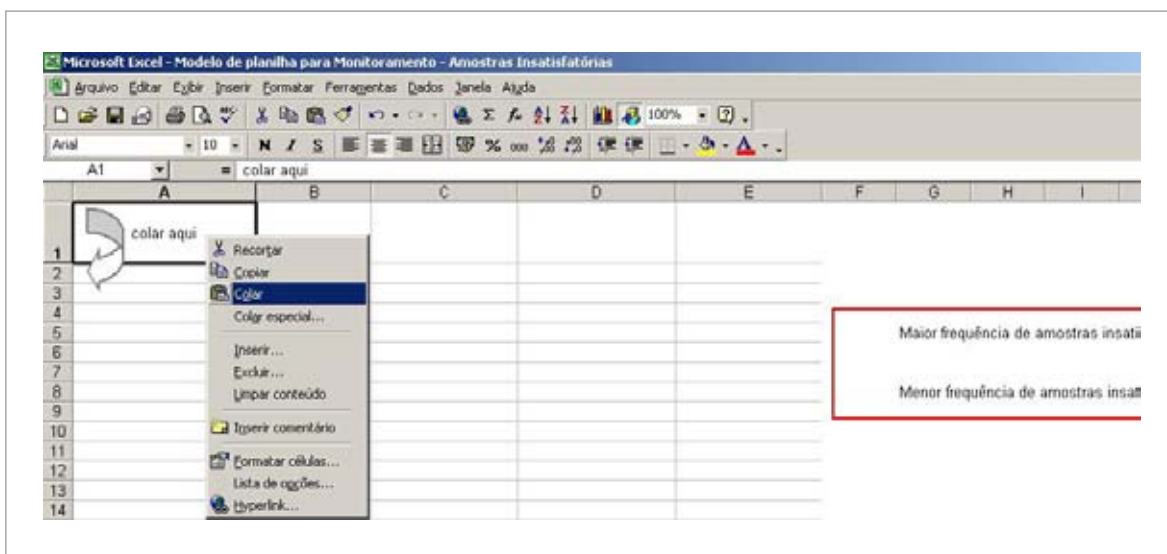 Microsoft Excel - Modelo de planilha para Monitoramento - Amostras Insatisfatórias
Arquivo Editar Exibir Inserir Formatar Ferramentas Dados Janela Ajuda
100%
Arial 10 N I S % 000
A1 = colar aqui
A B C D E F G H I
1 colar aqui
Recortar
2 Copiar
3 Colar
4 Colar especial...
5 Maior frequência de amostras insati
6 Inserir...
7 Excluir...
8 Limpar conteúdo Menor frequência de amostras insat
9
10 Inserir comentário
11
12 Formatar células...
13 Lista de opções...
14 Hyperlink...